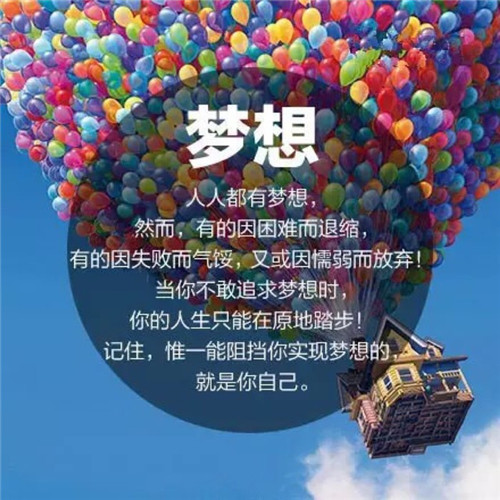 梦想
人人都有梦想，
然而，有的因困难而退缩，
有的因失败而气馁，又或因懦弱而放弃！
当你不敢追求梦想时，
你的人生只能在原地踏步！
记住，惟一能阻挡你实现梦想的，
就是你自己。